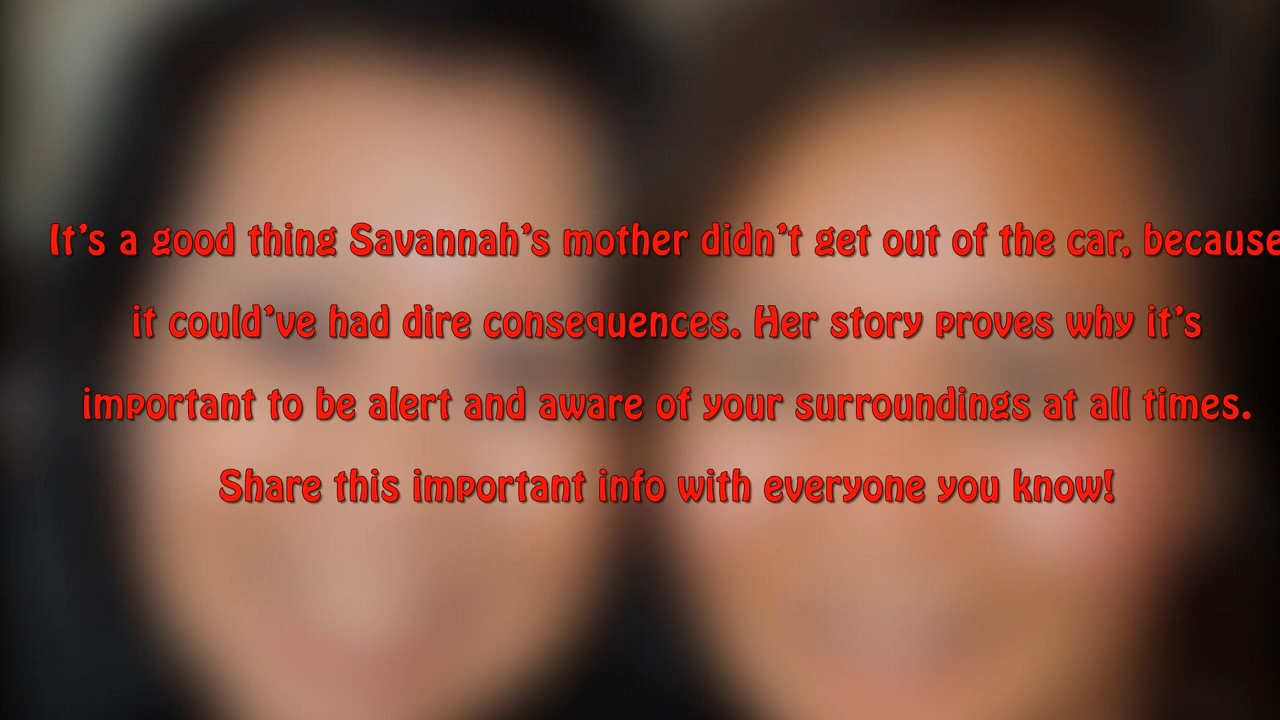 It's a good thing Savannah's mother didn't get out of the car, because
it could've had dire consequences. Her story proves why it's
important to be alert and aware of your surroundings at all times.
Share this important info with everyone you know!